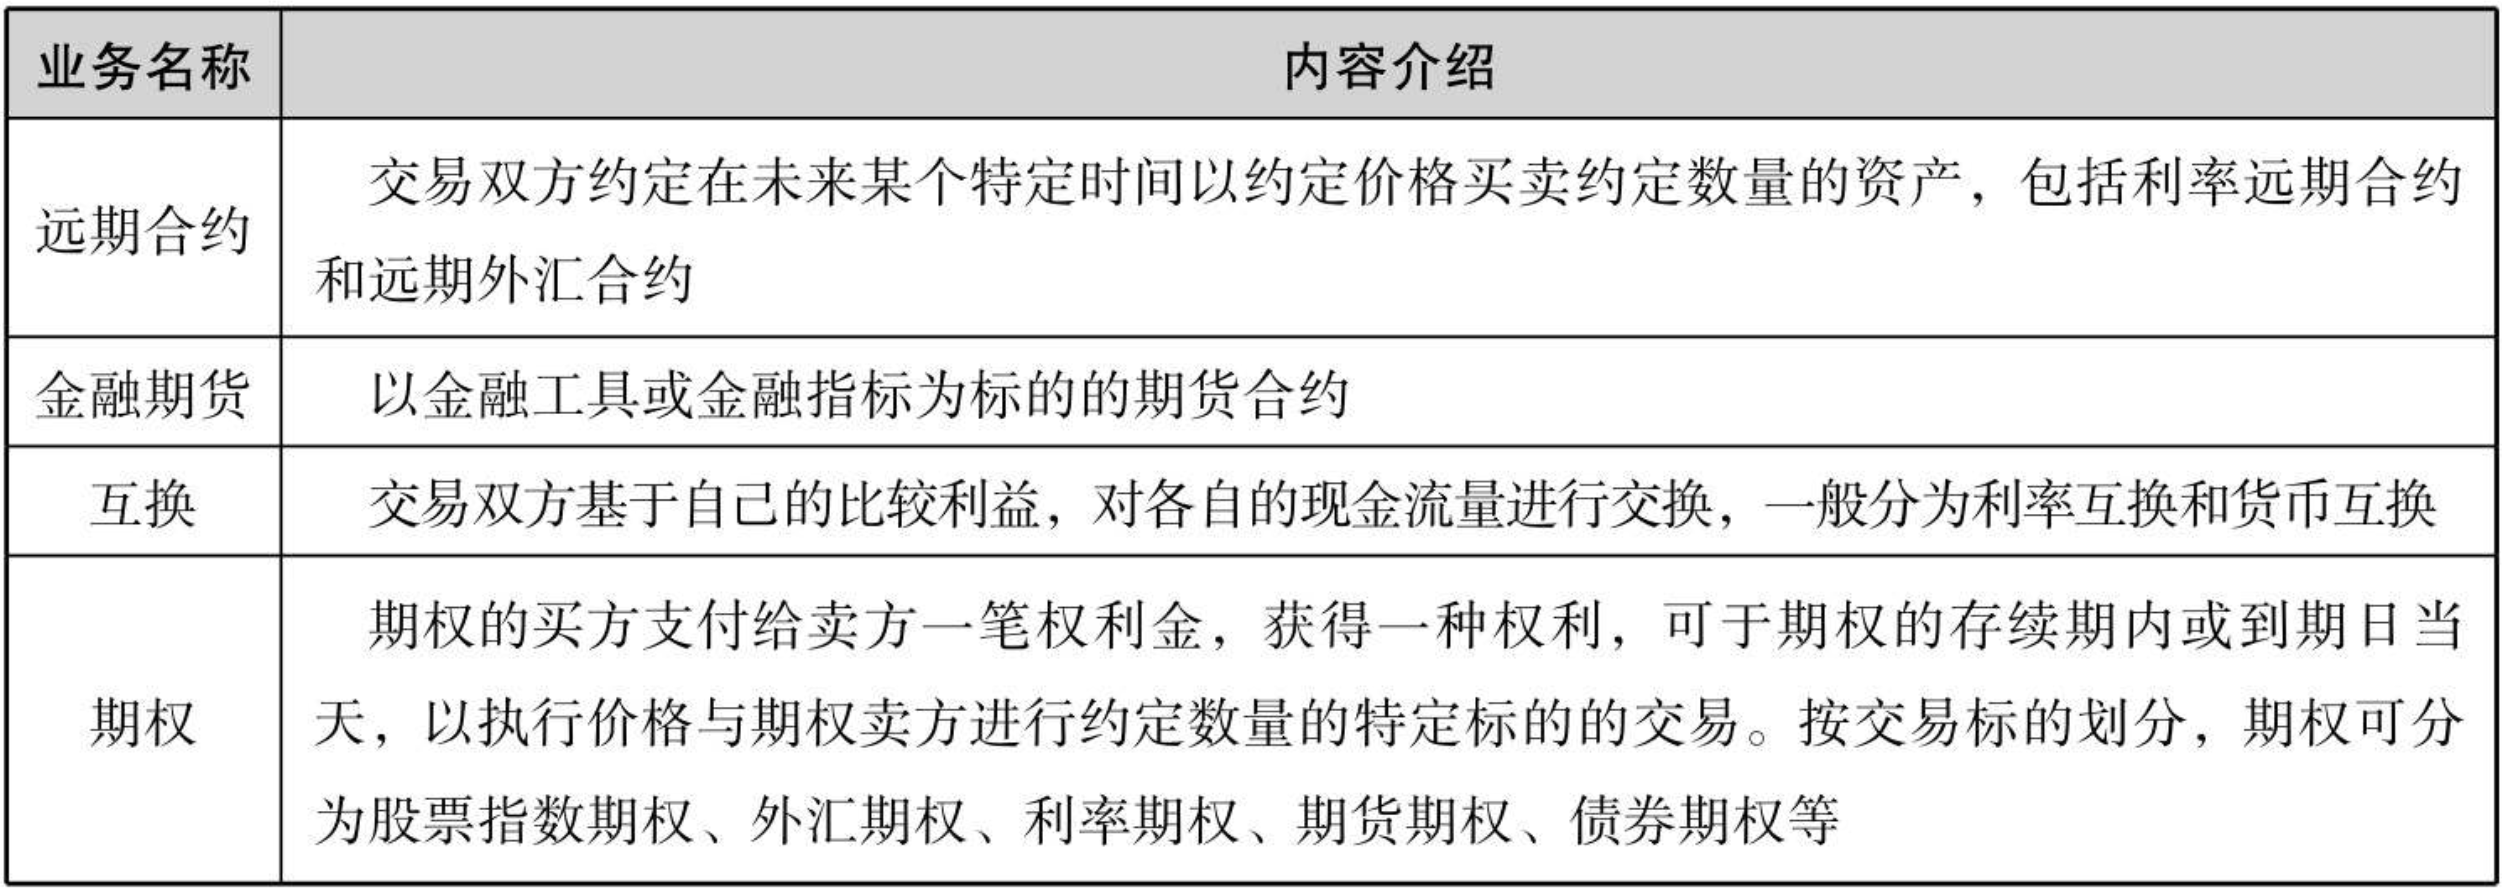 业务名称 内容介绍
远期合约
交易双方约定在未来某个特定时间以约定价格买卖约定数量的资产，包括利率远期合约
和远期外汇合约
金融期货 以金融工具或金融指标为标的的期货合约
互换 交易双方基于自己的比较利益，对各自的现金流量进行交换，一般分为利率互换和货币互换
期权
期权的买方支付给卖方一笔权利金，获得一种权利，可于期权的存续期内或到期日当
天，以执行价格与期权卖方进行约定数量的特定标的的交易。按交易标的划分，期权可分
为股票指数期权、外汇期权、利率期权、期货期权、债券期权等